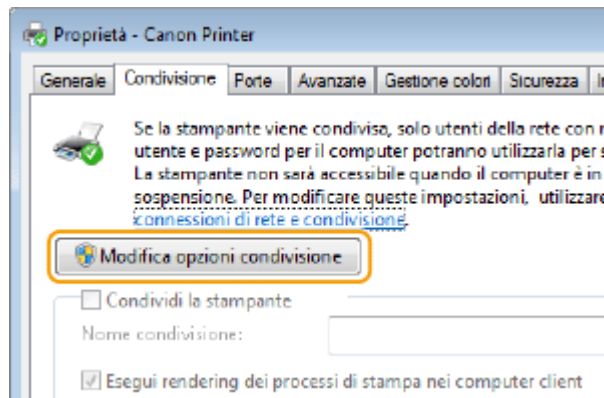 Proprietà - Canon Printer
Generale Condivisione Porte Avanzate Gestione colori Sicurezza
Se la stampante viene condivisa, solo utenti della rete con
utente e password per il computer potranno utilizzarla per
La stampante non sarà accessibile quando il computer è in
sospensione. Per modificare queste impostazioni, utilizzare
connessioni di rete e condivisione.
Modifica opzioni condivisione
Condividi la stampante
Nome condivisione:
Esegui rendering dei processi di stampa nei computer client